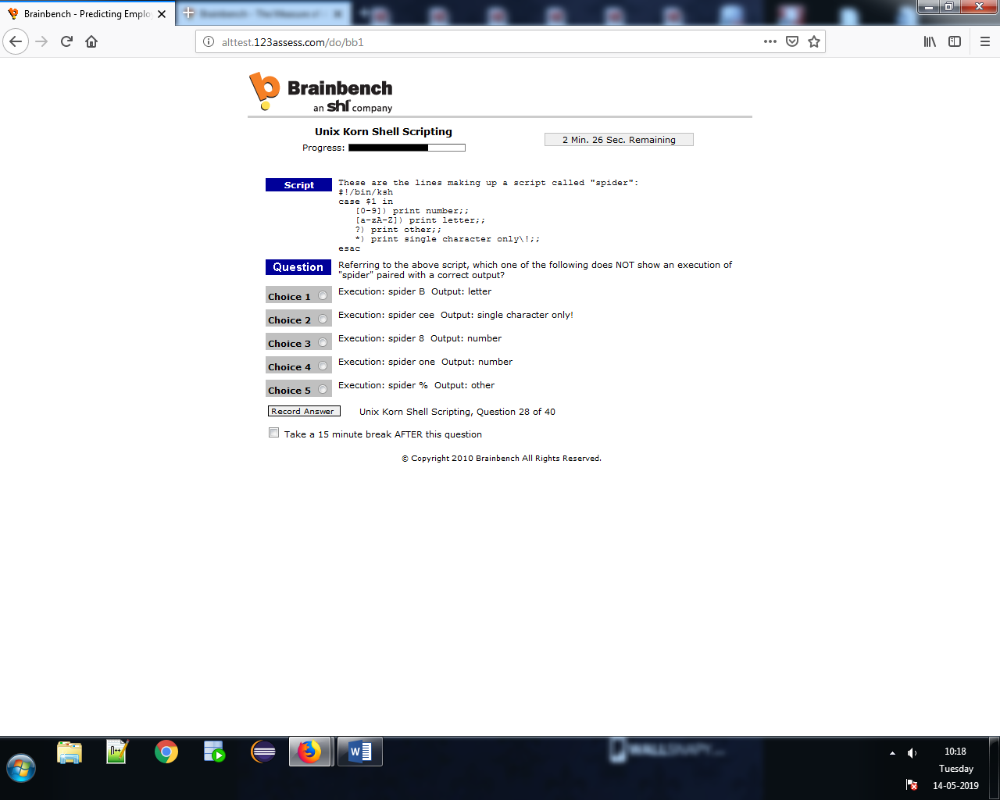 Brainbench - Predicting Emplo
Brainbench - The Measure of
alttest.123assess.com/do/bb1
Brainbench
an shl company
Unix Korn Shell Scripting
Progress:
2 Min. 26 Sec. Remaining
Script
These are the lines making up a script called "spider":
#!/bin/ksh
case $1 in
[0-9]) print number;;
[a-zA-Z]) print letter;;
?) print other;;
*) print single character only\!;;
esac
Question
Referring to the above script, which one of the following does NOT show an execution of
"spider" paired with a correct output?
Choice 1 Execution: spider B Output: letter
Choice 2 Execution: spider cee Output: single character only!
Choice 3 Execution: spider 8 Output: number
Choice 4 Execution: spider one Output: number
Choice 5 Execution: spider % Output: other
Record Answer Unix Korn Shell Scripting, Question 28 of 40
Take a 15 minute break AFTER this question
© Copyright 2010 Brainbench All Rights Reserved.
WALLSNAPY
10:18
Tuesday
14-05-2019